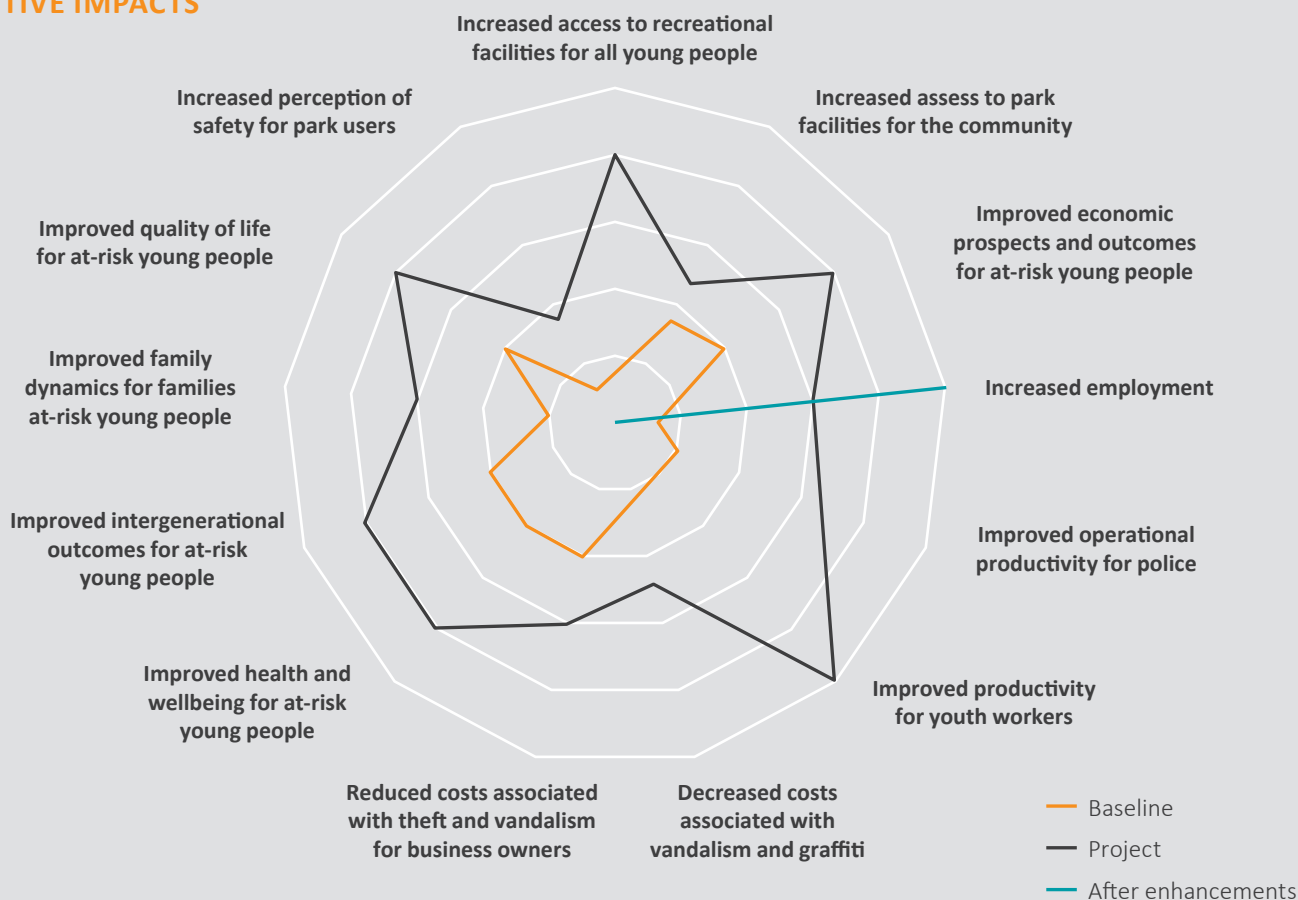 TIVE IMPACTS
Increased access to recreational
facilities for all young people
Increased assess to park
facilities for the community
Improved economic
prospects and outcomes
for at-risk young people
Increased employment
Improved operational
productivity for police
Improved productivity
for youth workers
Decreased costs
associated with
vandalism and graffiti
Reduced costs associated
with theft and vandalism
for business owners
Improved health and
wellbeing for at-risk
young people
Improved intergenerational
outcomes for at-risk
young people
Improved family
dynamics for families
at-risk young people
Improved quality of life
for at-risk young people
Increased perception of
safety for park users
Baseline
Project
After enhancements